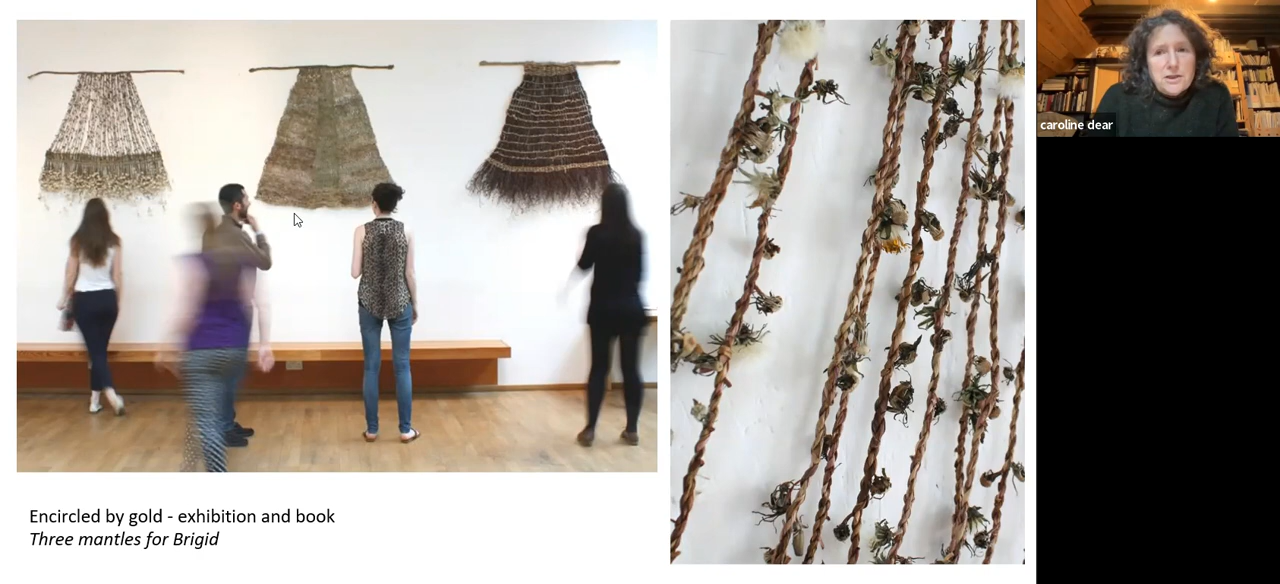 caroline dear
Encircled by gold - exhibition and book
Three mantles for Brigid